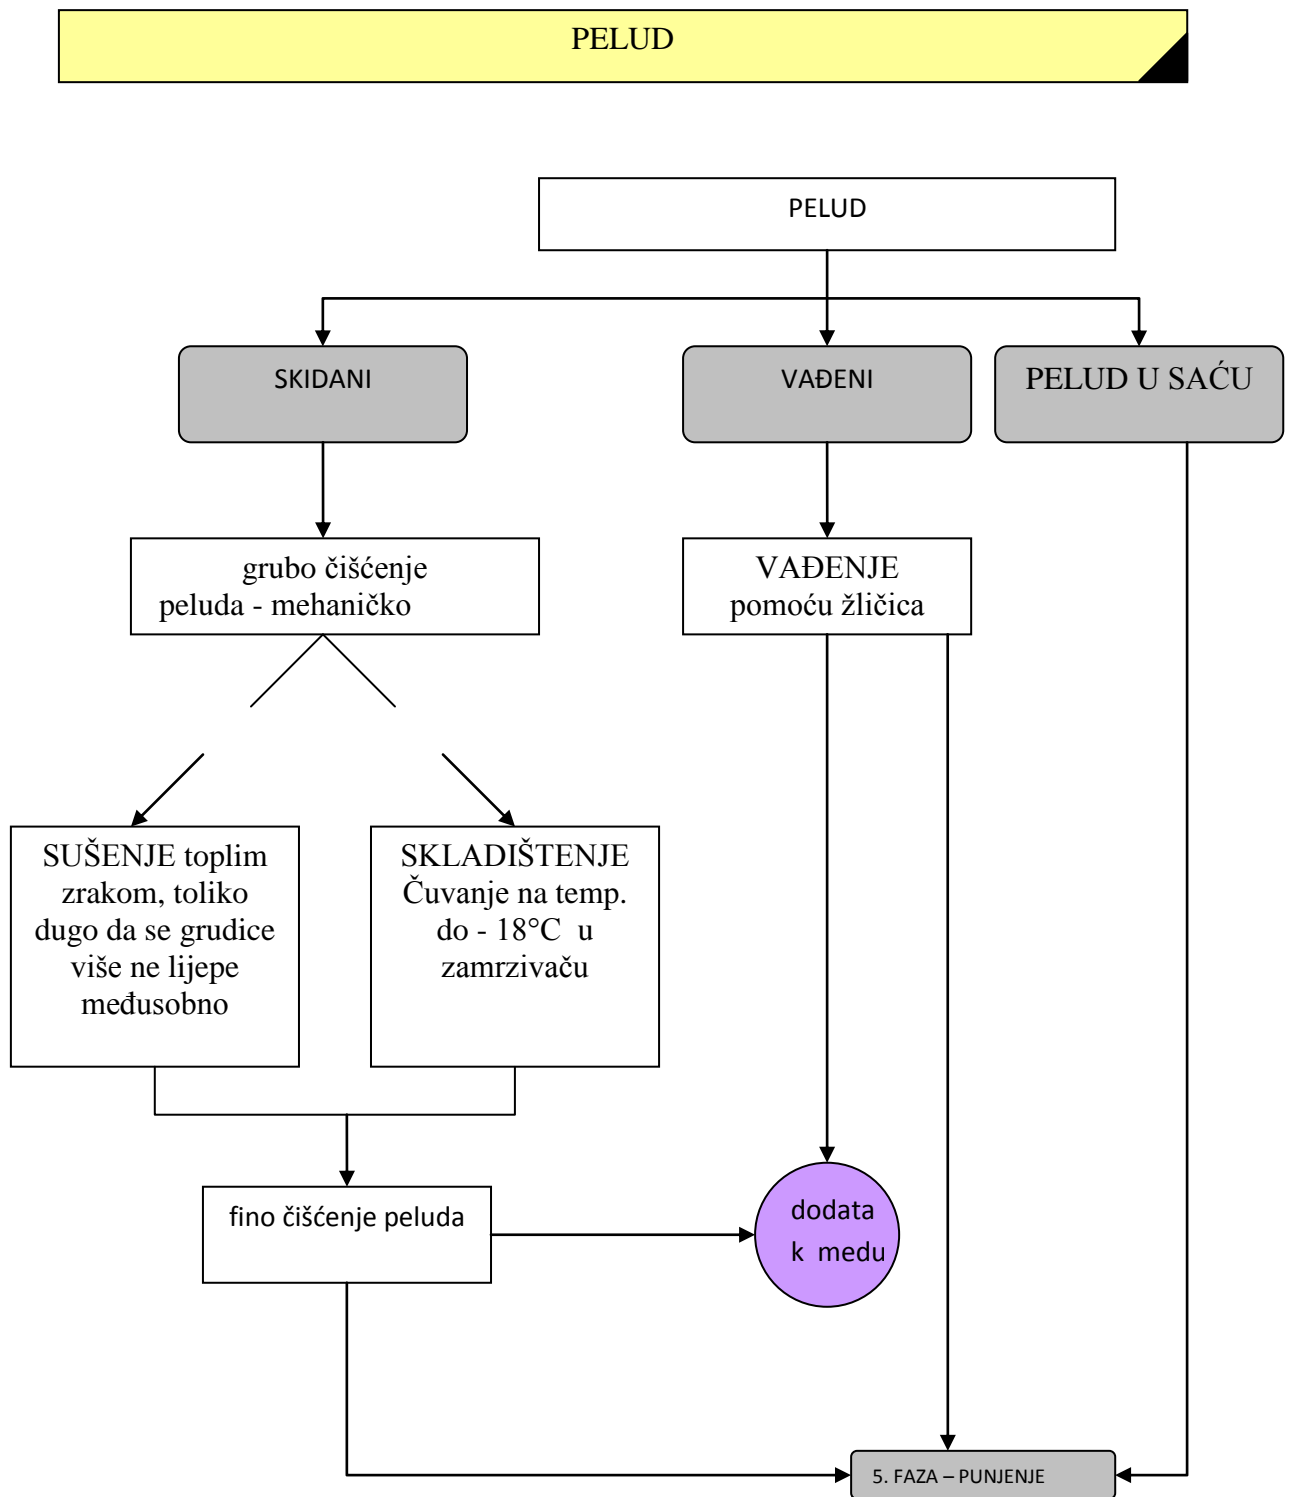 PELUD
PELUD
SKIDANI
VAĐENI
PELUD U SAĆU
grubo čišćenje
peluda - mehaničko
VAĐENJE
pomoću žličica
SUŠENJE toplim
zrakom, toliko
dugo da se grudice
više ne lijepe
međusobno
SKLADIŠTENJE
Čuvanje na temp.
do - 18°C u
zamrzivaču
fino čišćenje peluda
dodata
k medu
5. FAZA – PUNJENJE